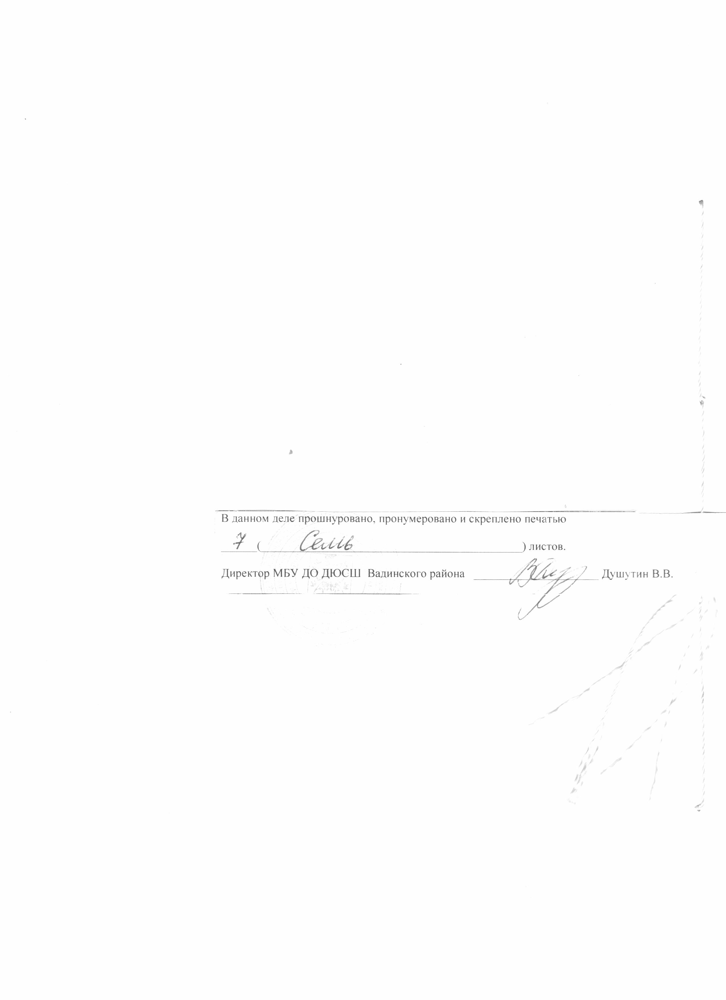 В данном деле прошнуровано, пронумеровано и скреплено печатью
7 ( Семь ) листов.
Директор МБУ ДО ДЮСШ Вадинского района Душутин В.В.